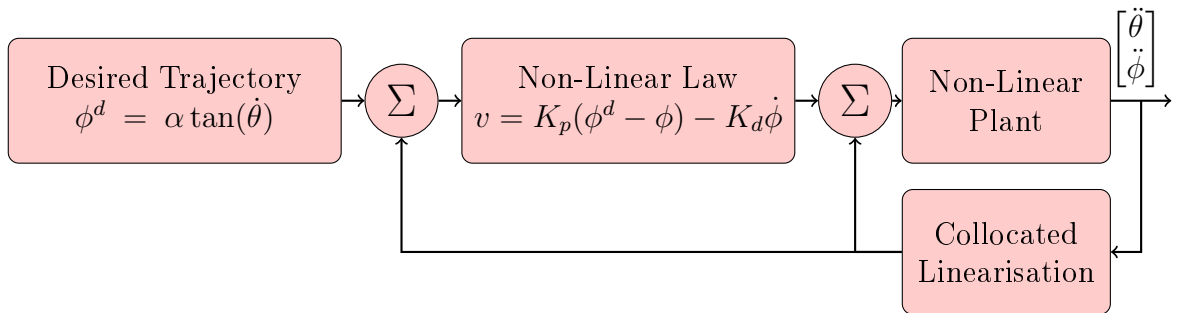 Desired Trajectory
ϕ^d = α tan(θ̇)
Σ
Non-Linear Law
v = K_p(ϕ^d − ϕ) − K_d ϕ̇
Σ
Non-Linear
Plant
[θ̈
ϕ̈]
Collocated
Linearisation